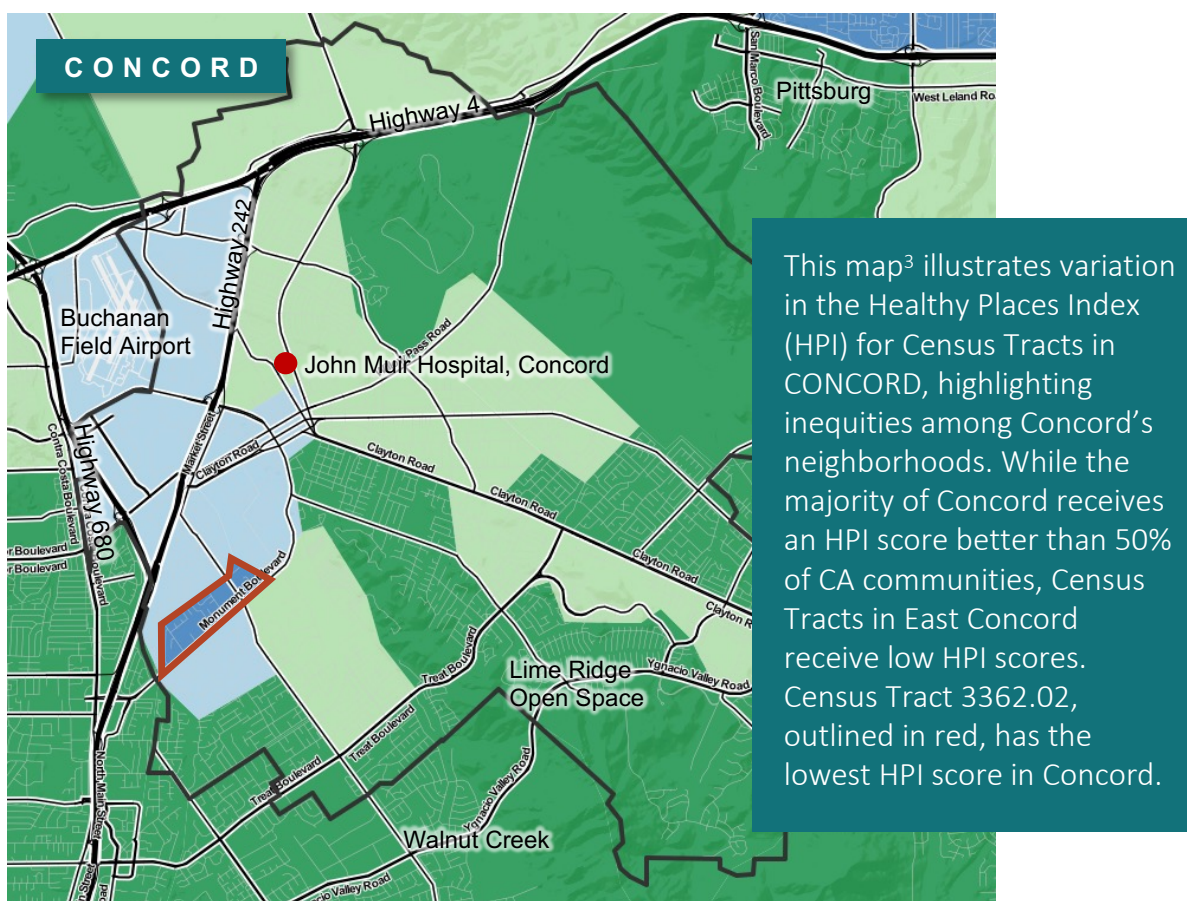 CONCORD
Highway 4
San Marco Boulevard
Pittsburg
West Leland Ro
Highway 242
Buchanan
Field Airport
Pass Road
John Muir Hospital, Concord
Market Street
Clayton Road
Contra Costa Boulevard
Highway 680
Clayton Road
Clayton Road
r Boulevard
r Boulevard
Clayton Road
Monument Boulevard
Clayton R
Treat Boulevard
Lime Ridge
Open Space
Ygnacio Valley Road
North Main Street
Treat Boulevard
Ygnacio Valley Road
Walnut Creek
Ygnacio Valley Road
n Street
This map³ illustrates variation
in the Healthy Places Index
(HPI) for Census Tracts in
CONCORD, highlighting
inequities among Concord’s
neighborhoods. While the
majority of Concord receives
an HPI score better than 50%
of CA communities, Census
Tracts in East Concord
receive low HPI scores.
Census Tract 3362.02,
outlined in red, has the
lowest HPI score in Concord.